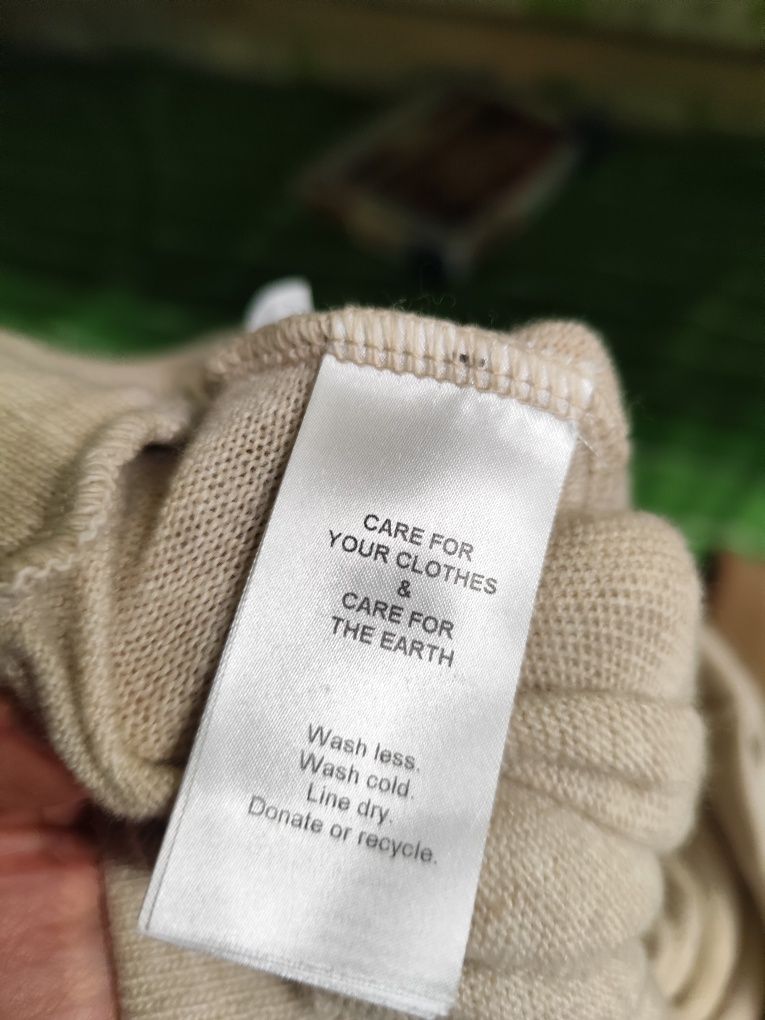 CARE FOR
YOUR CLOTHES
&
CARE FOR
THE EARTH
Wash less.
Wash cold.
Line dry.
Donate or recycle.